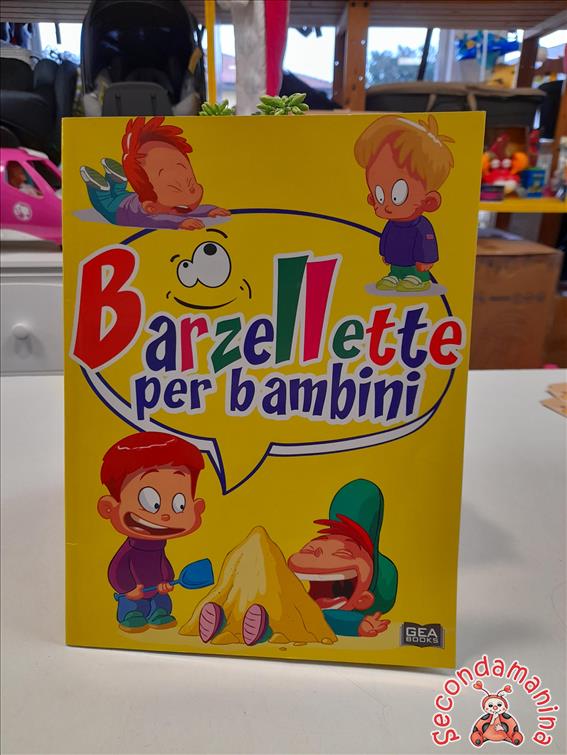 Barzellette
per bambini
GEA
BOOKS
Secondamanina